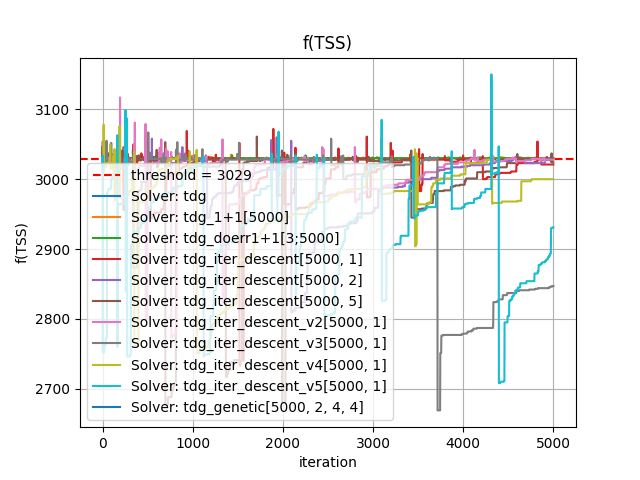 f(TSS)
f(TSS)
3100
3000
2900
2800
2700
threshold = 3029
Solver: tdg
Solver: tdg_1+1[5000]
Solver: tdg_doerr1+1[3;5000]
Solver: tdg_iter_descent[5000, 1]
Solver: tdg_iter_descent[5000, 2]
Solver: tdg_iter_descent[5000, 5]
Solver: tdg_iter_descent_v2[5000, 1]
Solver: tdg_iter_descent_v3[5000, 1]
Solver: tdg_iter_descent_v4[5000, 1]
Solver: tdg_iter_descent_v5[5000, 1]
Solver: tdg_genetic[5000, 2, 4, 4]
0 1000 2000 3000 4000 5000
iteration